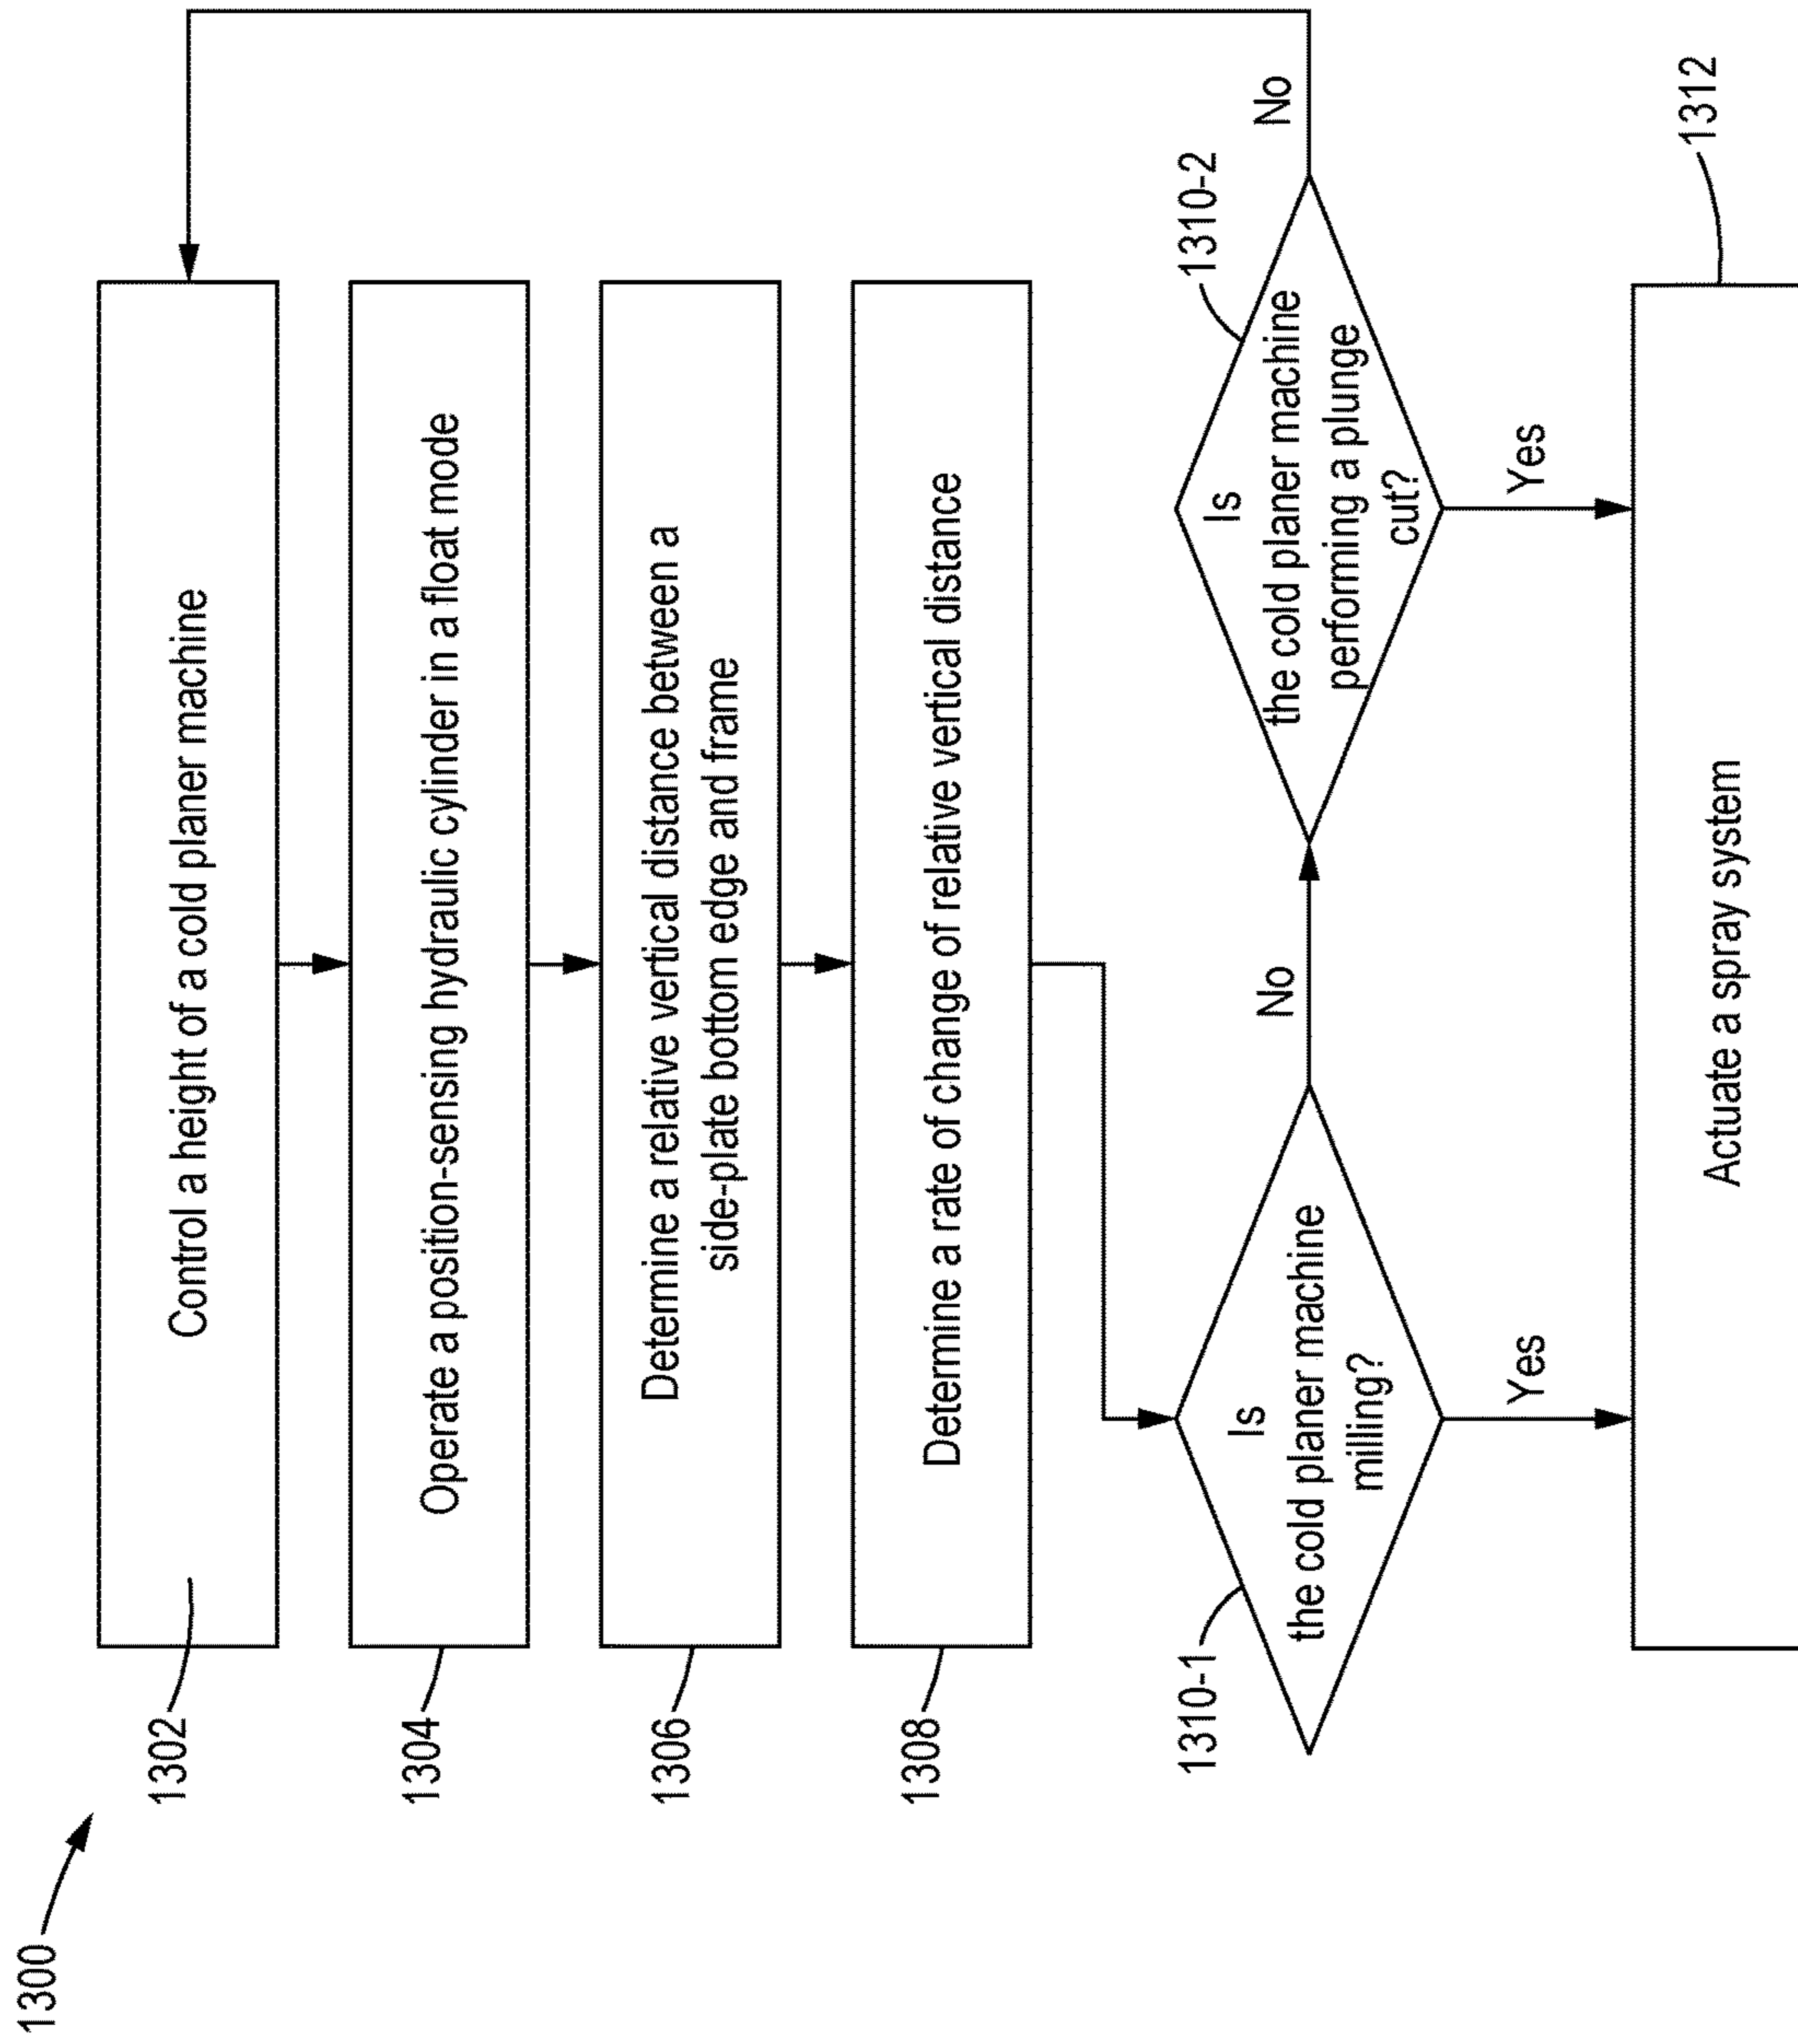 1300
1302
Control a height of a cold planer machine
1304
Operate a position-sensing hydraulic cylinder in a float mode
1306
Determine a relative vertical distance between a
side-plate bottom edge and frame
1308
Determine a rate of change of relative vertical distance
1310-1
Is
the cold planer machine
milling?
No
Yes
1310-2
Is
the cold planer machine
performing a plunge
cut?
No
Yes
1312
Actuate a spray system